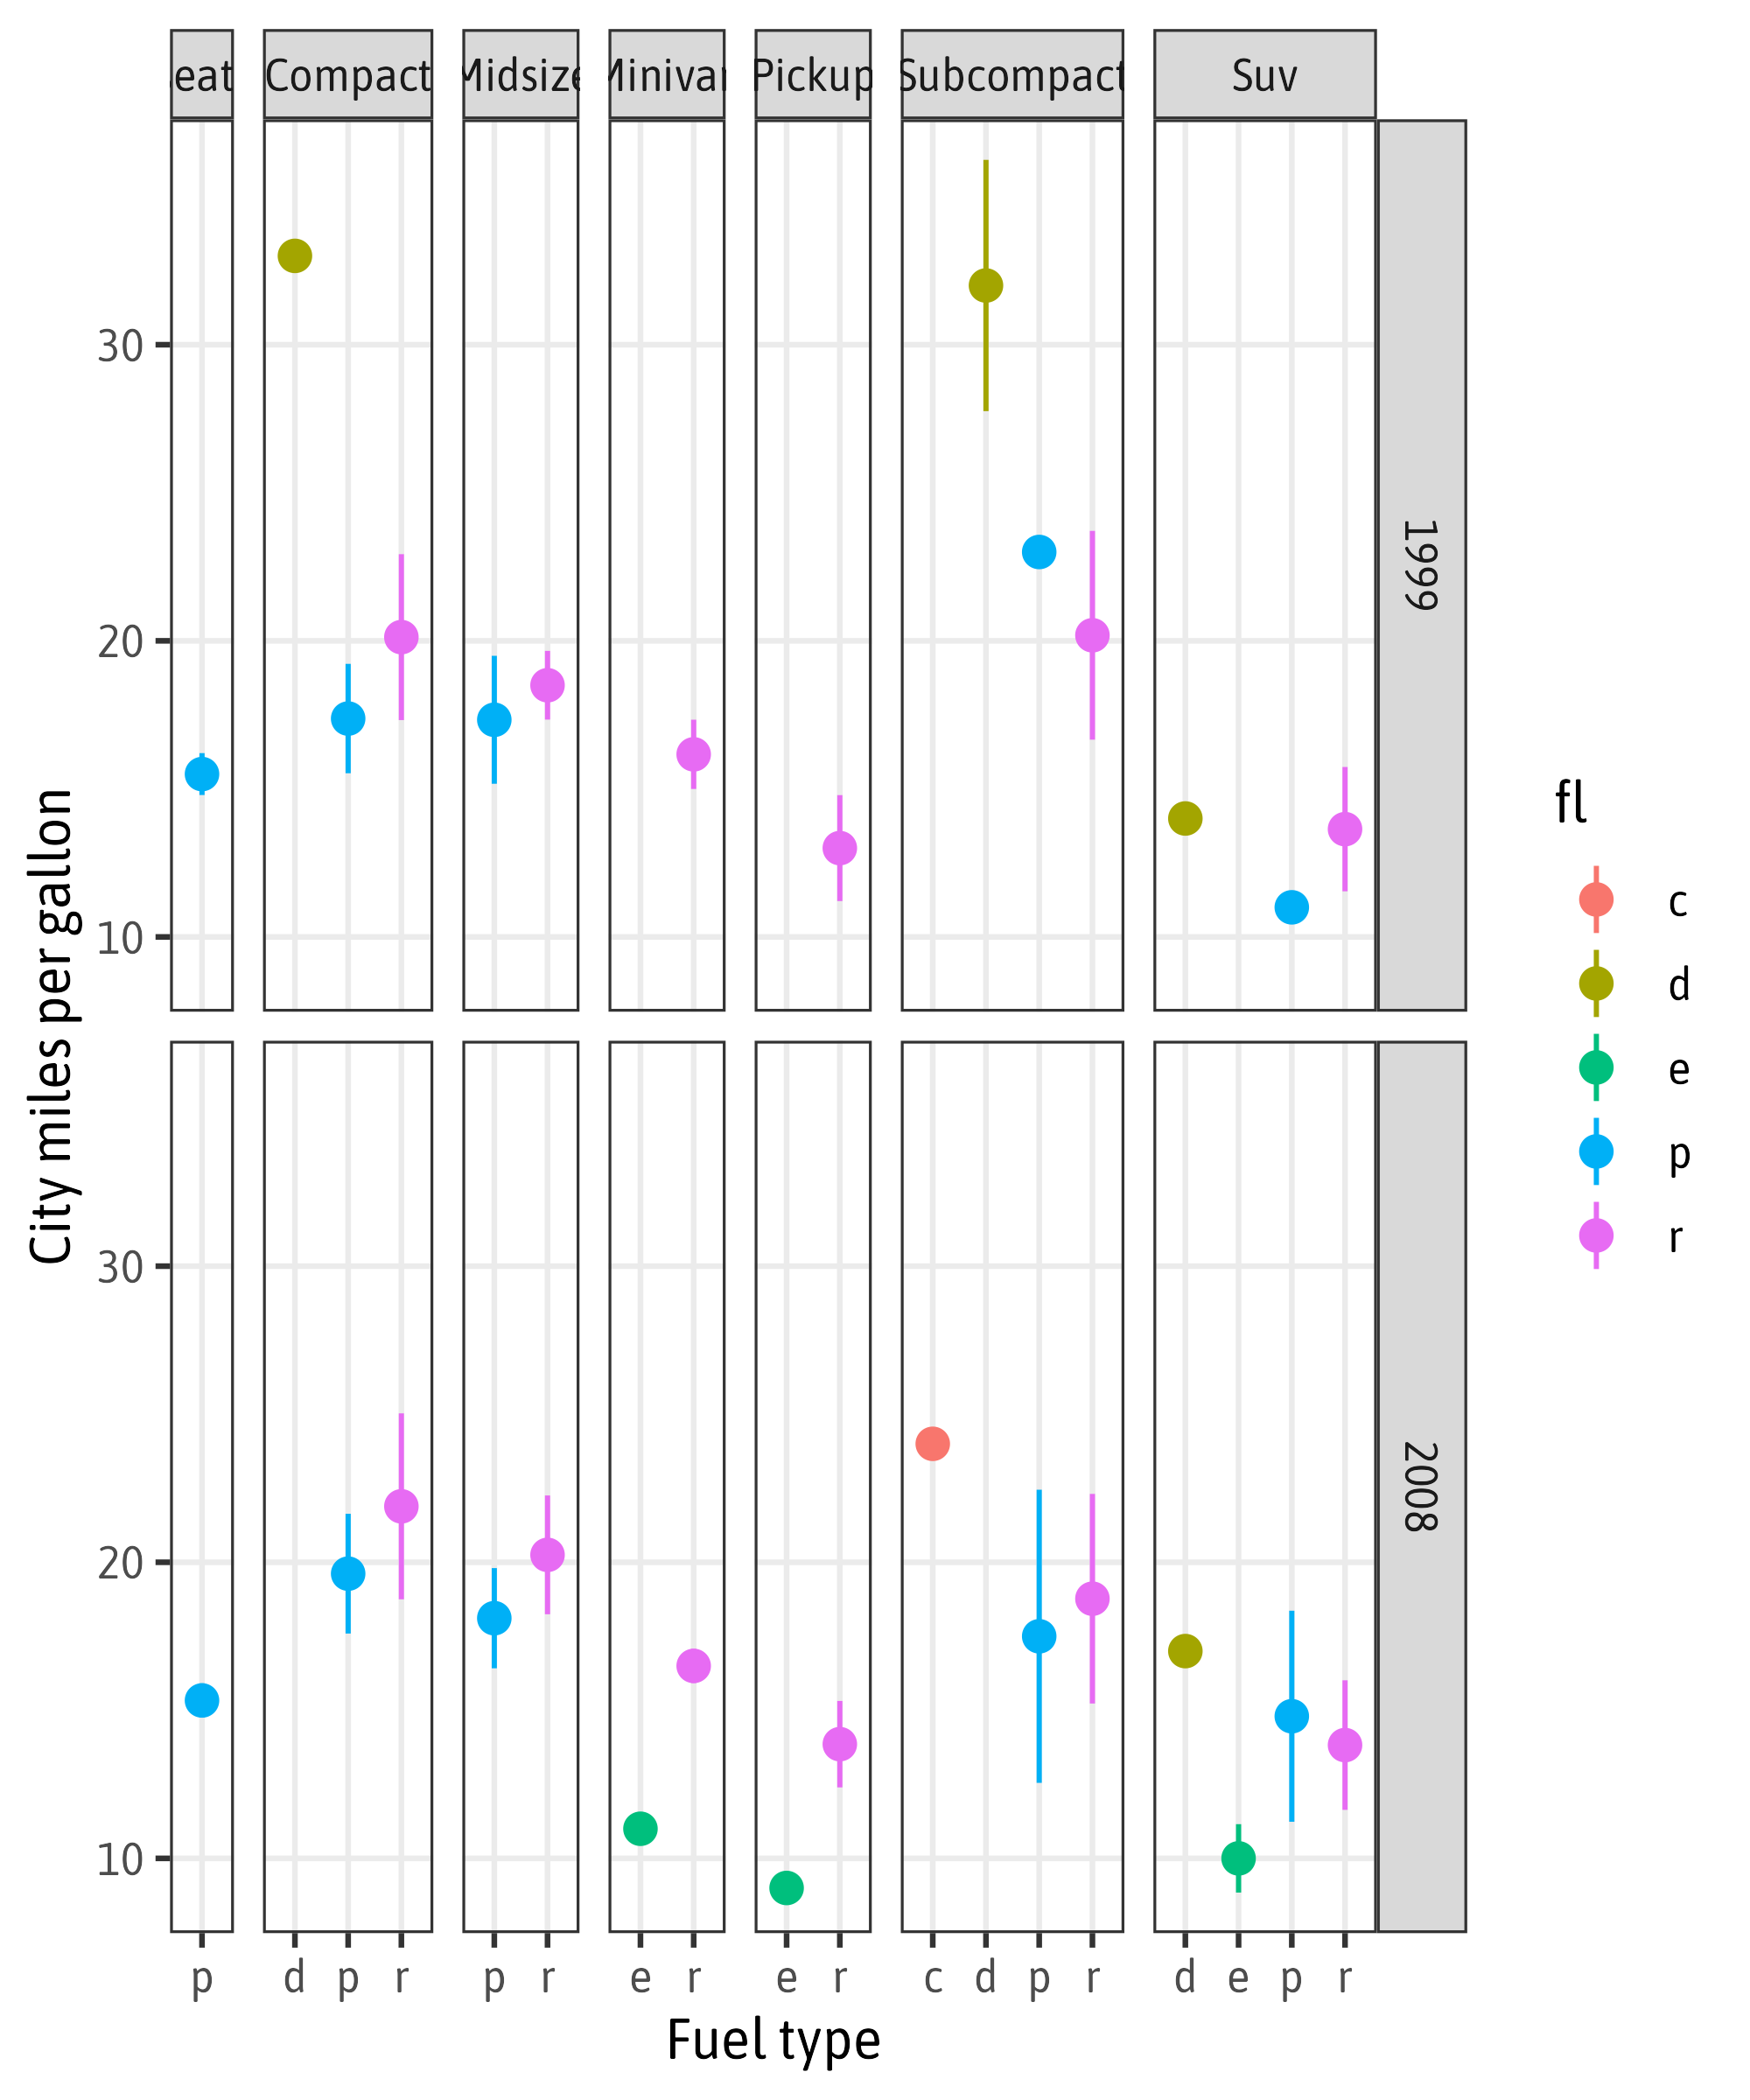 eat Compact Midsize Minivan Pickup Subcompact Suv
30
20
10
1999
30
20
10
2008
City miles per gallon
p d p r p r e r e r c d p r d e p r
Fuel type
fl
c
d
e
p
r